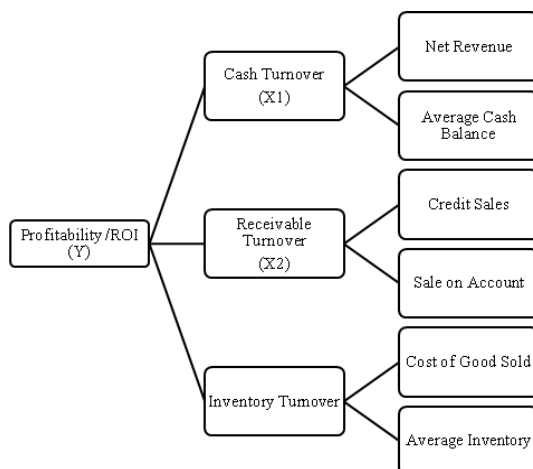 Net Revenue
Cash Turnover
(X1)
Average Cash
Balance
Credit Sales
Profitability /ROI
(Y)
Receivable
Turnover
(X2)
Sale on Account
Cost of Good Sold
Inventory Turnover
Average Inventory